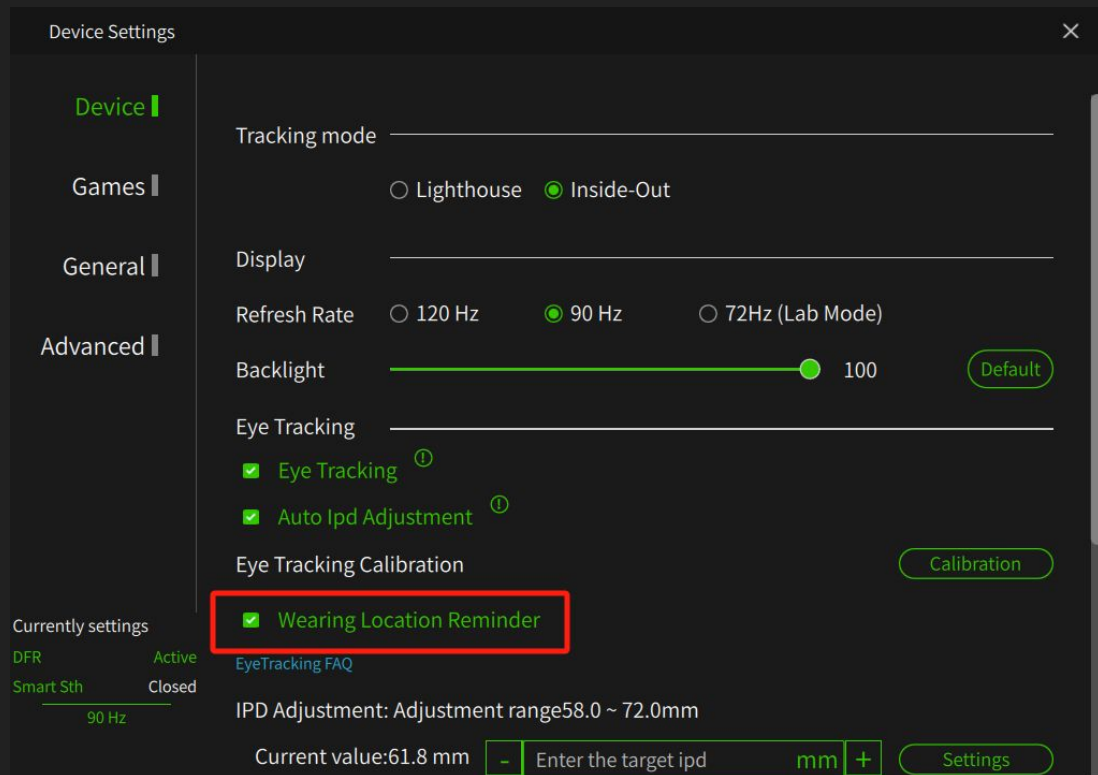 Device Settings
Device
Games
General
Advanced
Currently settings
DFR Active
Smart Sth Closed
90 Hz
Tracking mode
Lighthouse Inside-Out
Display
Refresh Rate 120 Hz 90 Hz 72Hz (Lab Mode)
Backlight 100 Default
Eye Tracking
Eye Tracking
Auto Ipd Adjustment
Eye Tracking Calibration Calibration
Wearing Location Reminder
EyeTracking FAQ
IPD Adjustment: Adjustment range58.0 ~ 72.0mm
Current value:61.8 mm - Enter the target ipd mm + Settings